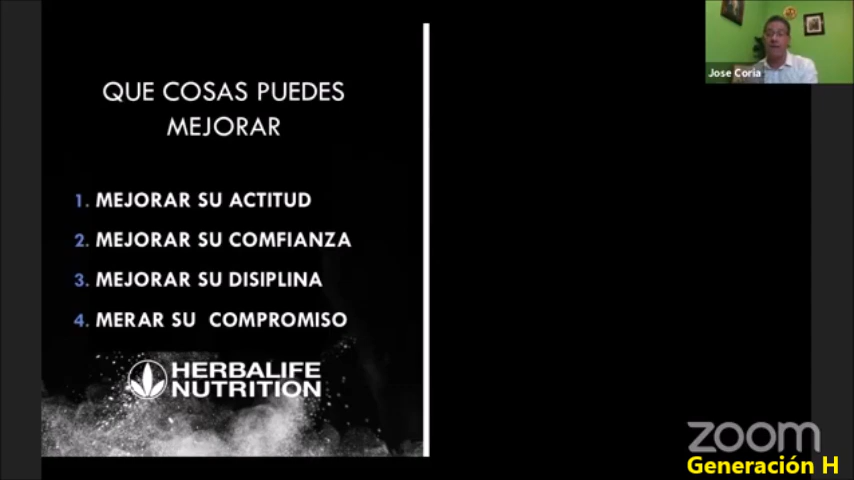 QUE COSAS PUEDES
MEJORAR
1. MEJORAR SU ACTITUD
2. MEJORAR SU COMFIANZA
3. MEJORAR SU DISIPLINA
4. MERAR SU COMPROMISO
HERBALIFE
NUTRITION
Jose Coria
zoom
Generación H